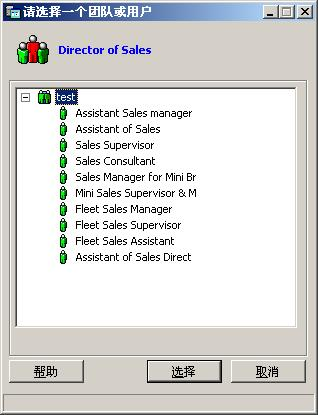 请选择一个团队或用户
Director of Sales
test
Assistant Sales manager
Assistant of Sales
Sales Supervisor
Sales Consultant
Sales Manager for Mini Br
Mini Sales Supervisor & M
Fleet Sales Manager
Fleet Sales Supervisor
Fleet Sales Assistant
Assistant of Sales Direct
帮助
选择
取消